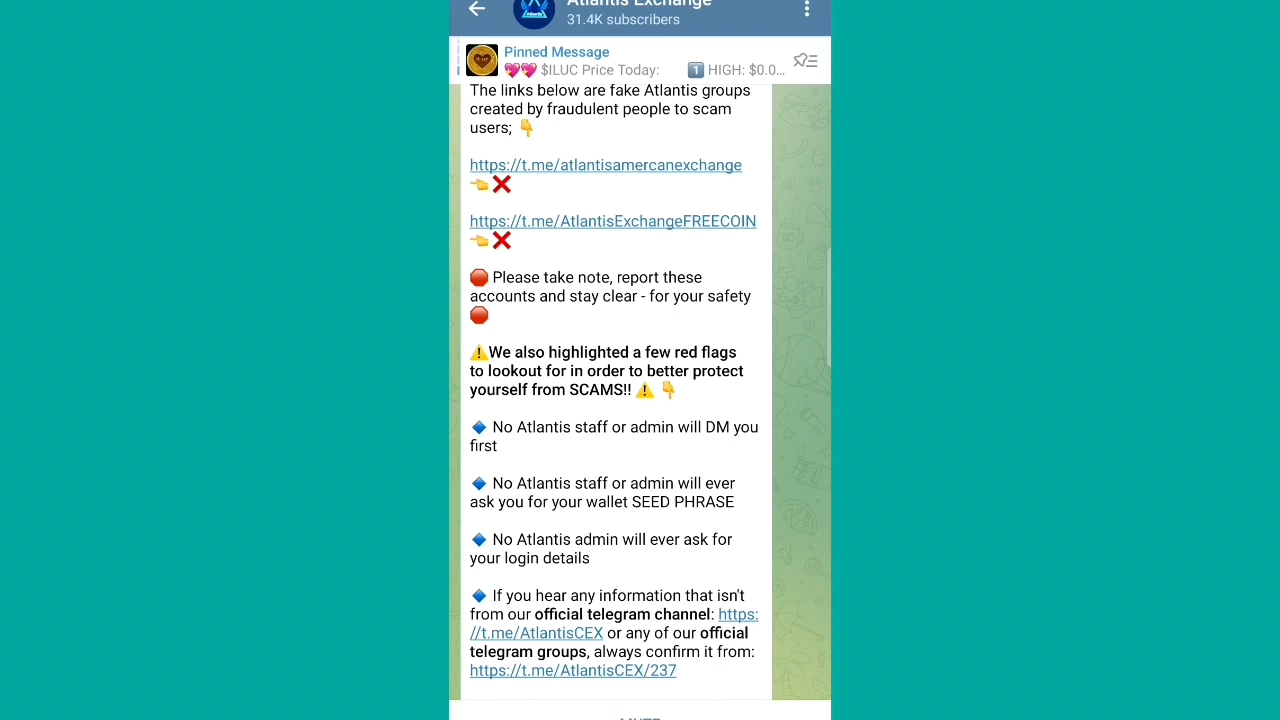 Atlantis Exchange
31.4K subscribers
Pinned Message
💖💖 $ILUC Price Today: 1️⃣ HIGH: $0.0...
The links below are fake Atlantis groups
created by fraudulent people to scam
users; 👇
https://t.me/atlantisamercanexchange
👈❌
https://t.me/AtlantisExchangeFREECOIN
👈❌
🛑 Please take note, report these
accounts and stay clear - for your safety
🛑
⚠️We also highlighted a few red flags
to lookout for in order to better protect
yourself from SCAMS!! ⚠️ 👇
🔹 No Atlantis staff or admin will DM you
first
🔹 No Atlantis staff or admin will ever
ask you for your wallet SEED PHRASE
🔹 No Atlantis admin will ever ask for
your login details
🔹 If you hear any information that isn't
from our official telegram channel: https:
//t.me/AtlantisCEX or any of our official
telegram groups, always confirm it from:
https://t.me/AtlantisCEX/237